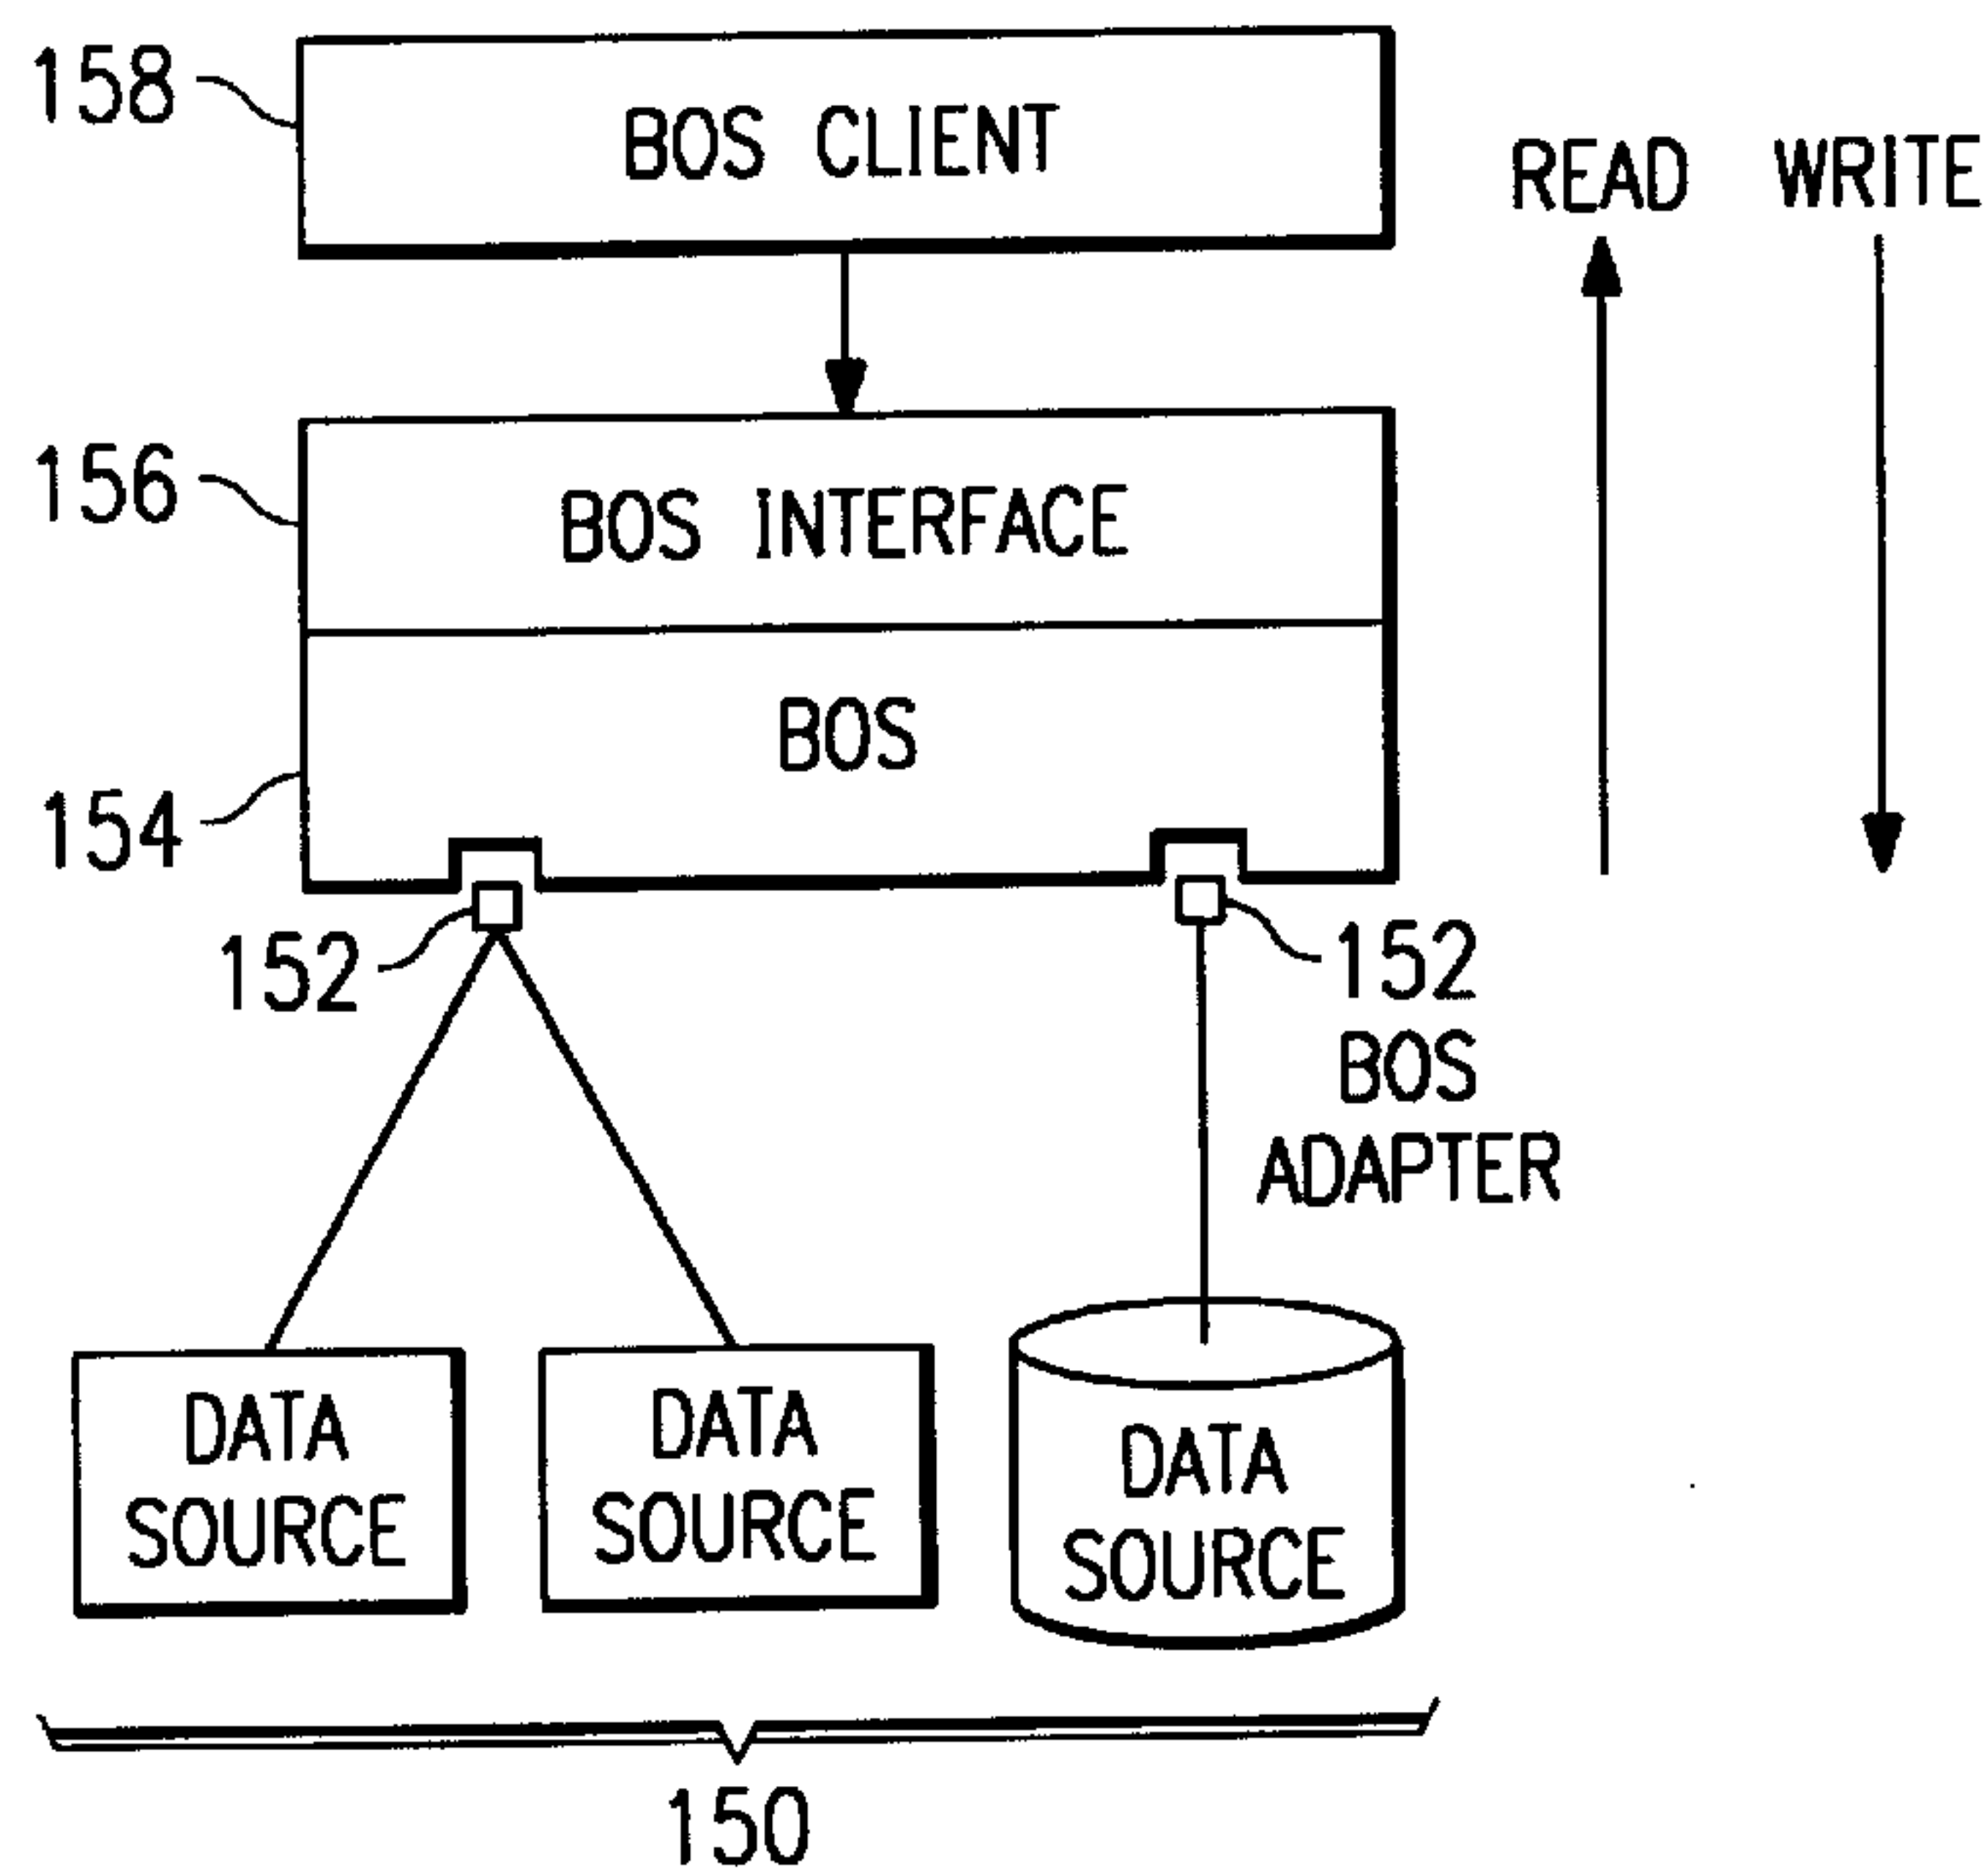 158
BOS CLIENT
READ WRITE
156
BOS INTERFACE
BOS
154
152
152
BOS
ADAPTER
DATA
SOURCE
DATA
SOURCE
DATA
SOURCE
150